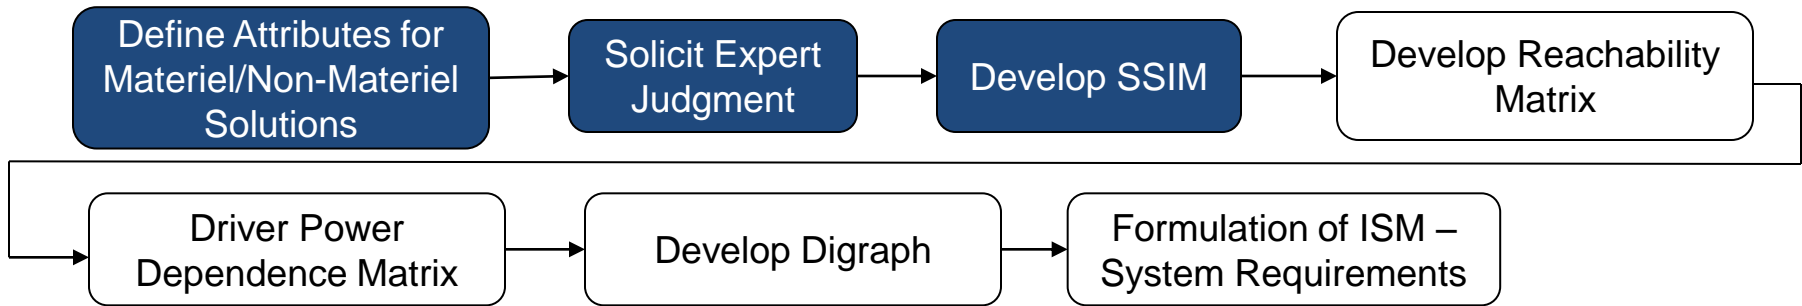 Define Attributes for
Materiel/Non-Materiel
Solutions
Solicit Expert
Judgment
Develop SSIM
Develop Reachability
Matrix
Driver Power
Dependence Matrix
Develop Digraph
Formulation of ISM –
System Requirements